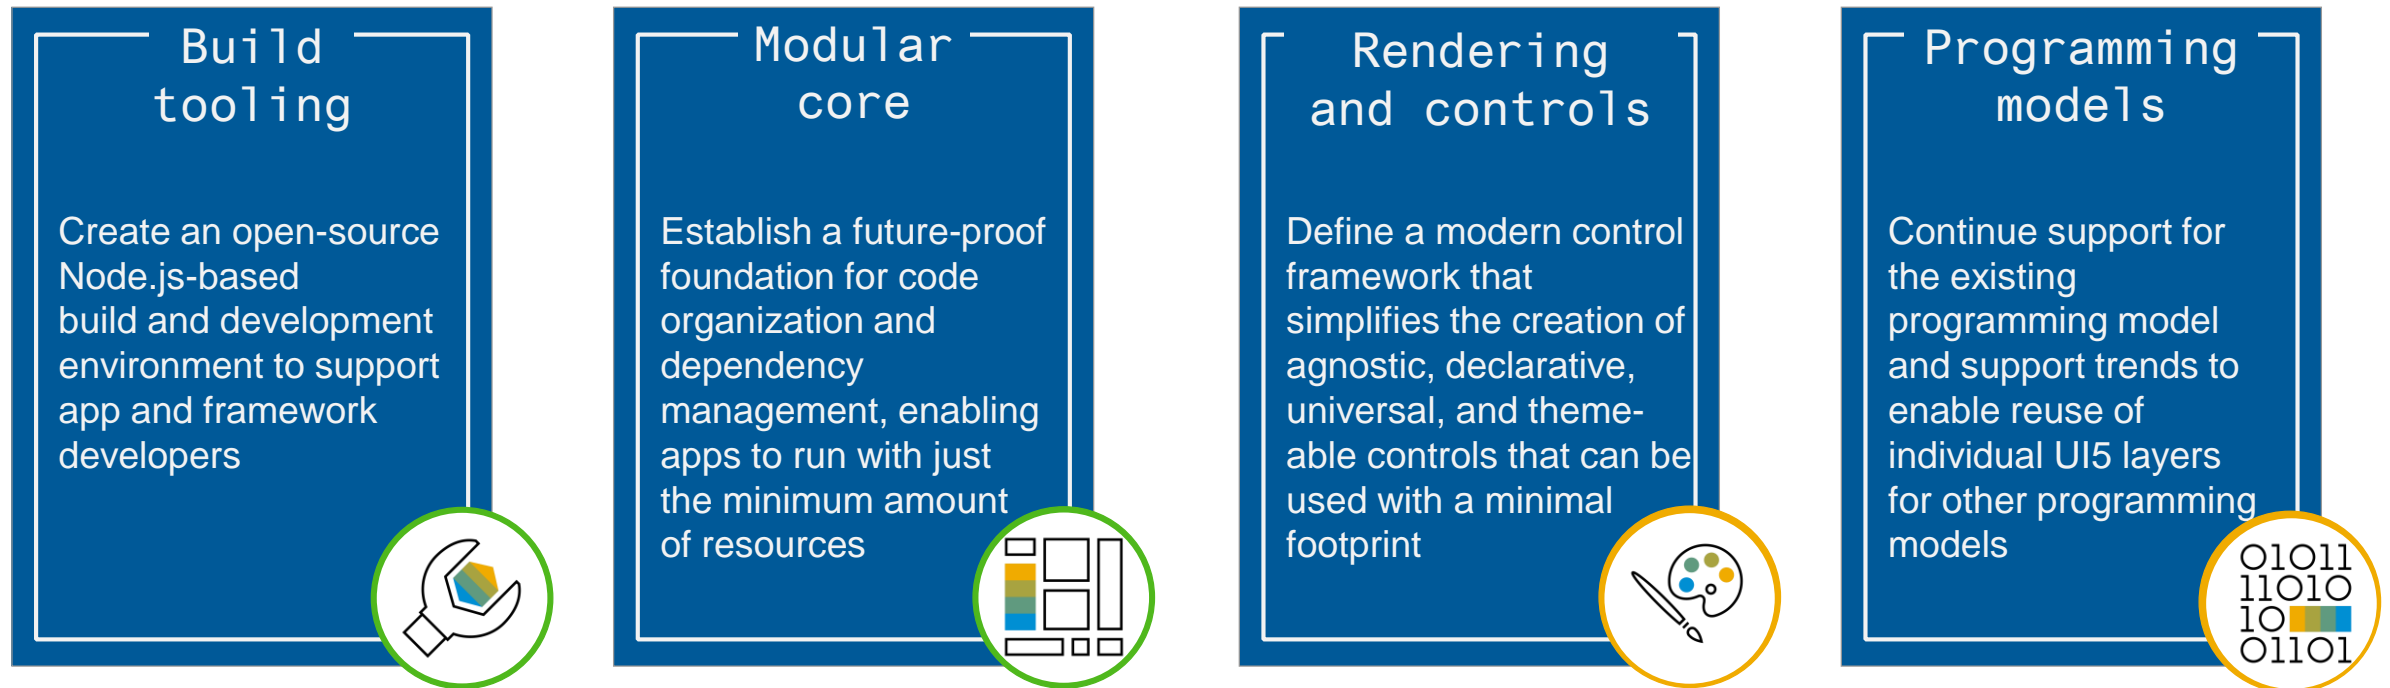 Build
tooling
Create an open-source
Node.js-based
build and development
environment to support
app and framework
developers
Modular
core
Establish a future-proof
foundation for code
organization and
dependency
management, enabling
apps to run with just
the minimum amount
of resources
Rendering
and controls
Define a modern control
framework that
simplifies the creation of
agnostic, declarative,
universal, and theme-
able controls that can be
used with a minimal
footprint
Programming
models
Continue support for
the existing
programming model
and support trends to
enable reuse of
individual UI5 layers
for other programming
models
01011
11010
10
01101